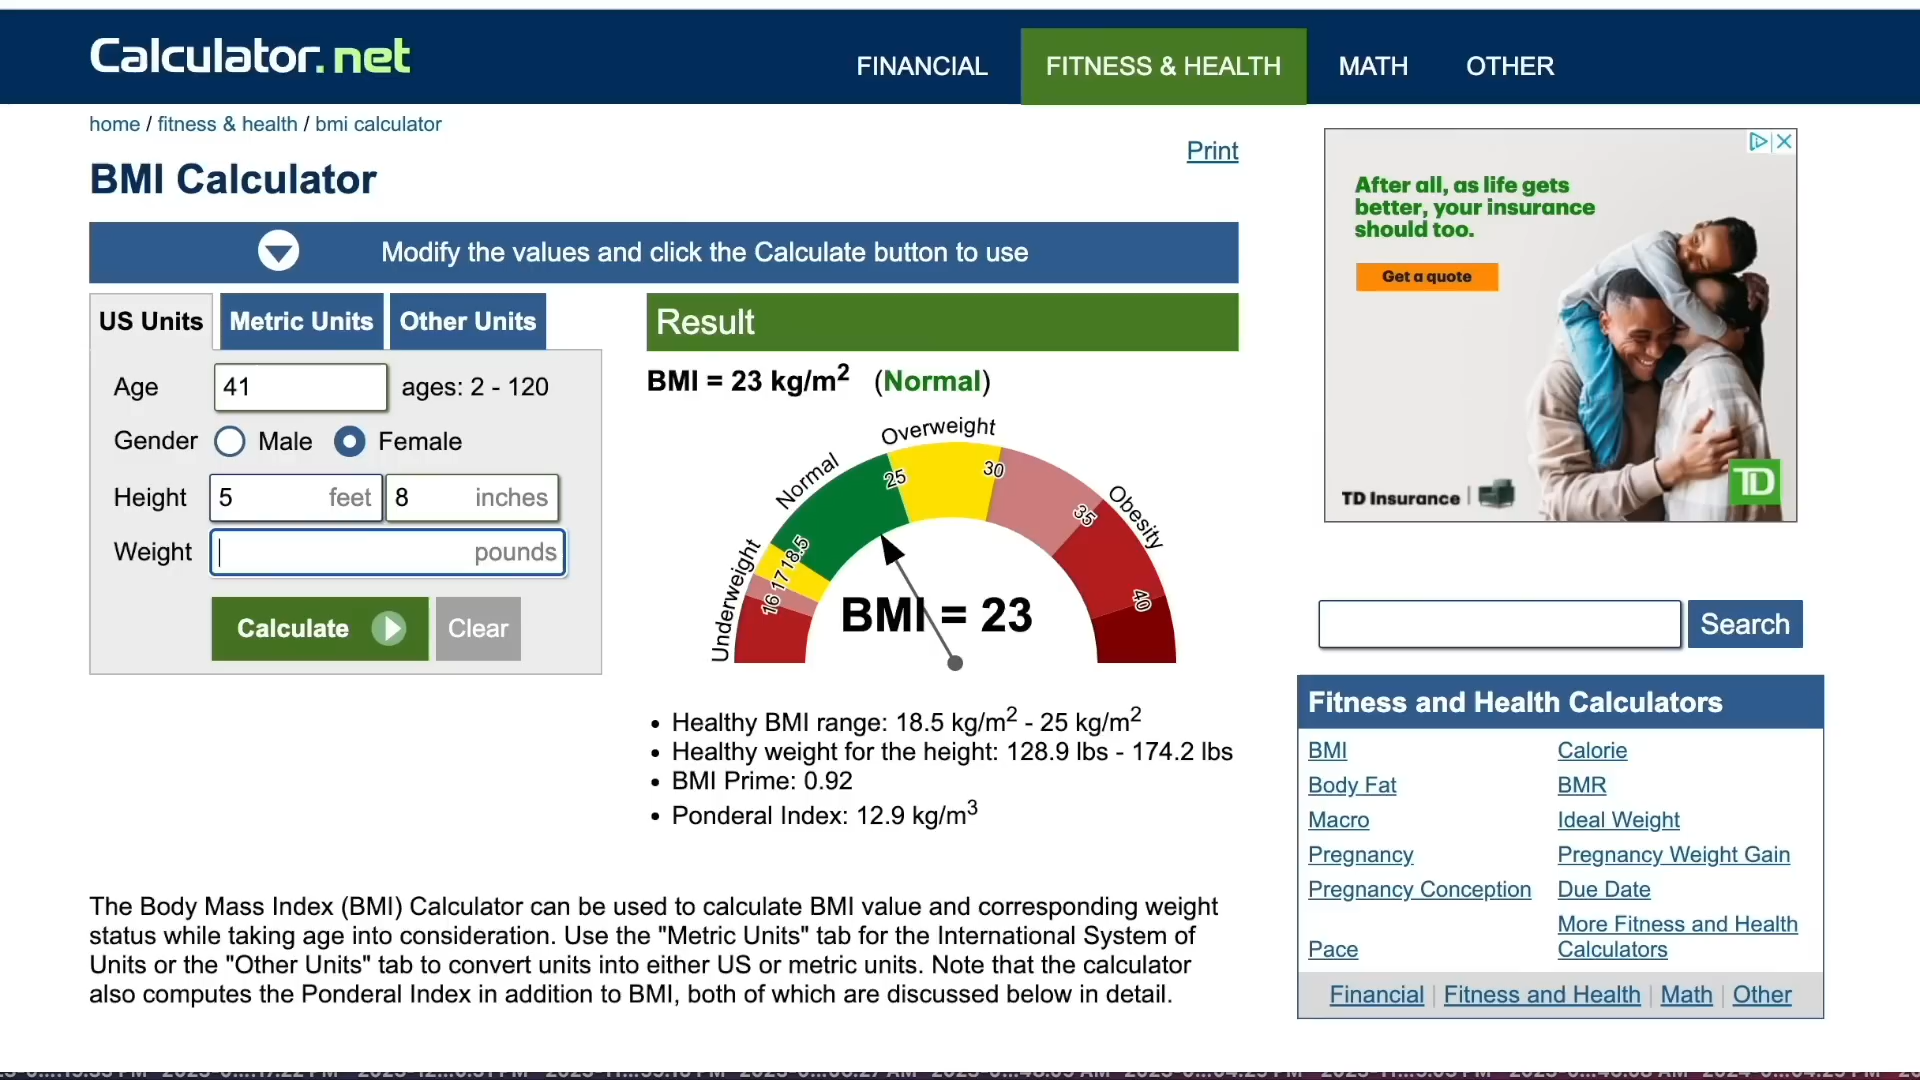 Calculator.net
FINANCIAL
FITNESS & HEALTH
MATH
OTHER
home / fitness & health / bmi calculator
Print
BMI Calculator
Modify the values and click the Calculate button to use
US Units
Metric Units
Other Units
Age
41
ages: 2 - 120
Gender
Male
Female
Height
5
feet
8
inches
Weight
pounds
Calculate
Clear
Result
BMI = 23 kg/m2 (Normal)
Underweight
Normal
Overweight
Obesity
16
17
18.5
25
30
35
40
BMI = 23
• Healthy BMI range: 18.5 kg/m2 - 25 kg/m2
• Healthy weight for the height: 128.9 lbs - 174.2 lbs
• BMI Prime: 0.92
• Ponderal Index: 12.9 kg/m3
The Body Mass Index (BMI) Calculator can be used to calculate BMI value and corresponding weight
status while taking age into consideration. Use the "Metric Units" tab for the International System of
Units or the "Other Units" tab to convert units into either US or metric units. Note that the calculator
also computes the Ponderal Index in addition to BMI, both of which are discussed below in detail.
After all, as life gets
better, your insurance
should too.
Get a quote
TD Insurance
TD
Search
Fitness and Health Calculators
BMI
Calorie
Body Fat
BMR
Macro
Ideal Weight
Pregnancy
Pregnancy Weight Gain
Pregnancy Conception
Due Date
Pace
More Fitness and Health
Calculators
Financial | Fitness and Health | Math | Other